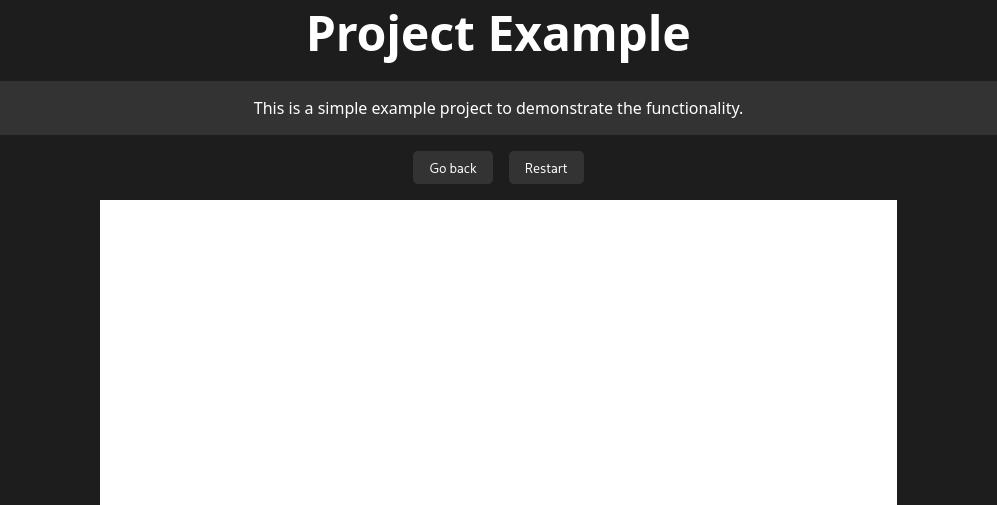 Project Example
This is a simple example project to demonstrate the functionality.
Go back Restart